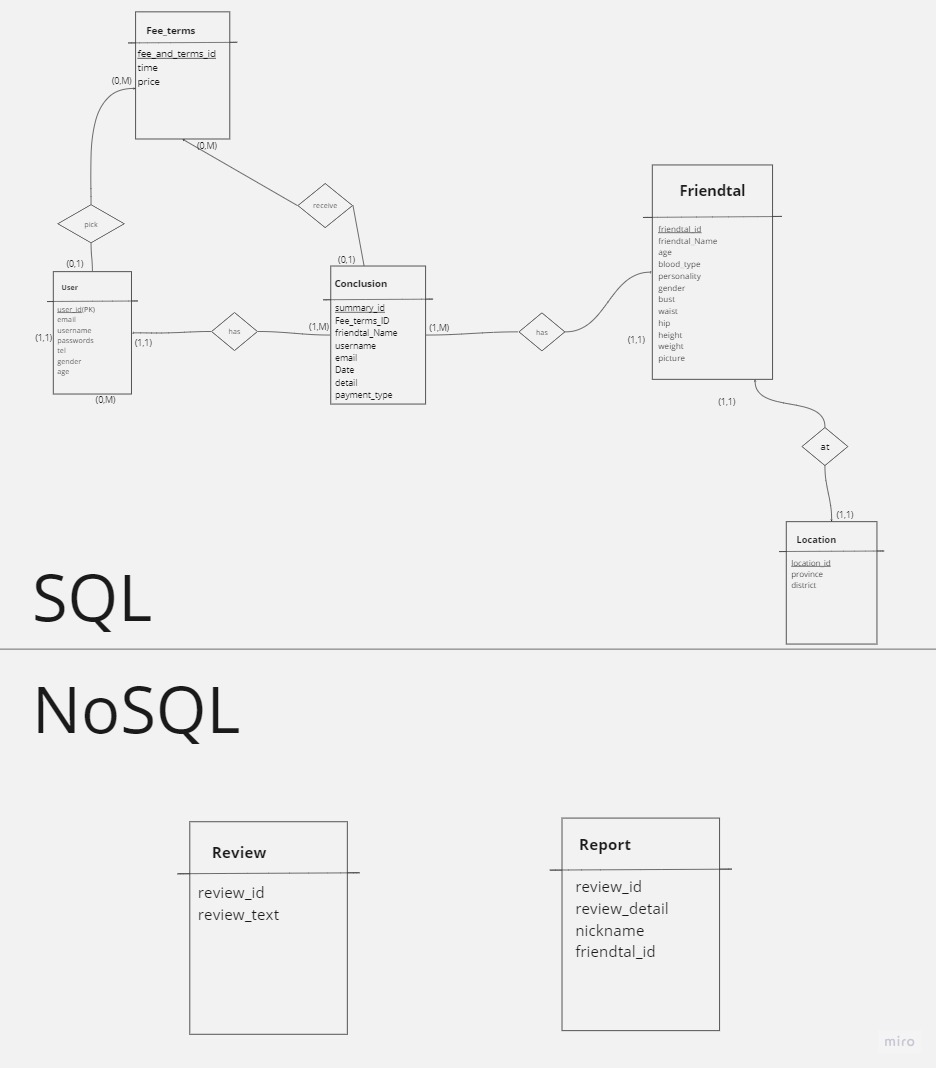 Fee_terms
fee_and_terms_id
time
(0,M)
price
(0,M)
pick
receive
(0,1)
(0,1)
User
user_id(PK)
email
username
passwords
tel
gender
age
(1,1)
(1,1)
(0,M)
has
(1,M)
Conclusion
summary_id
Fee_terms_ID
friendtal_Name
username
email
Date
detail
payment_type
(1,M)
has
(1,1)
Friendtal
friendtal_id
friendtal_Name
age
blood_type
personality
gender
bust
waist
hip
height
weight
picture
(1,1)
at
(1,1)
Location
location_id
province
district
SQL
NoSQL
Review
review_id
review_text
Report
review_id
review_detail
nickname
friendtal_id
miro